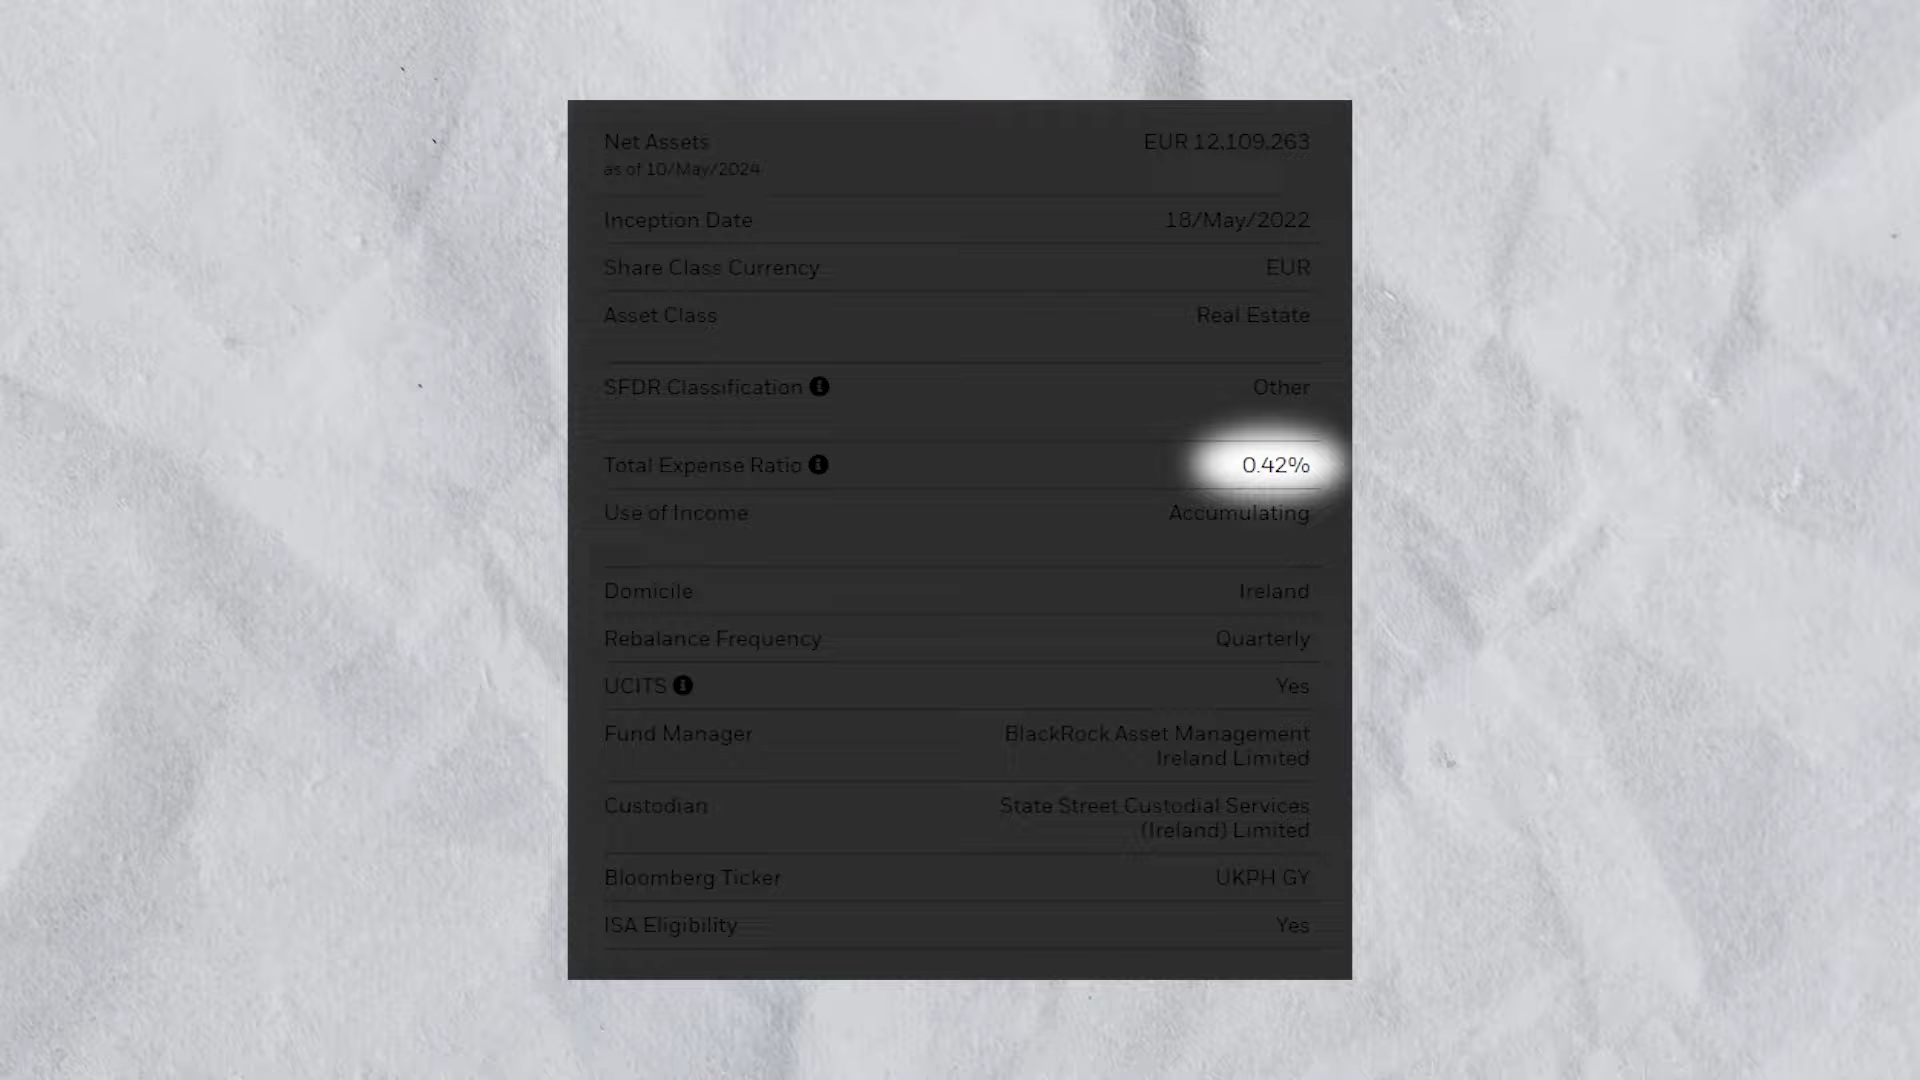 Net Assets EUR 12,109,263
as of 10/May/2024
Inception Date 18/May/2022
Share Class Currency EUR
Asset Class Real Estate
SFDR Classification Other
Total Expense Ratio 0.42%
Use of Income Accumulating
Domicile Ireland
Rebalance Frequency Quarterly
UCITS Yes
Fund Manager BlackRock Asset Management
Ireland Limited
Custodian State Street Custodial Services
(Ireland) Limited
Bloomberg Ticker UKPH GY
ISA Eligibility Yes